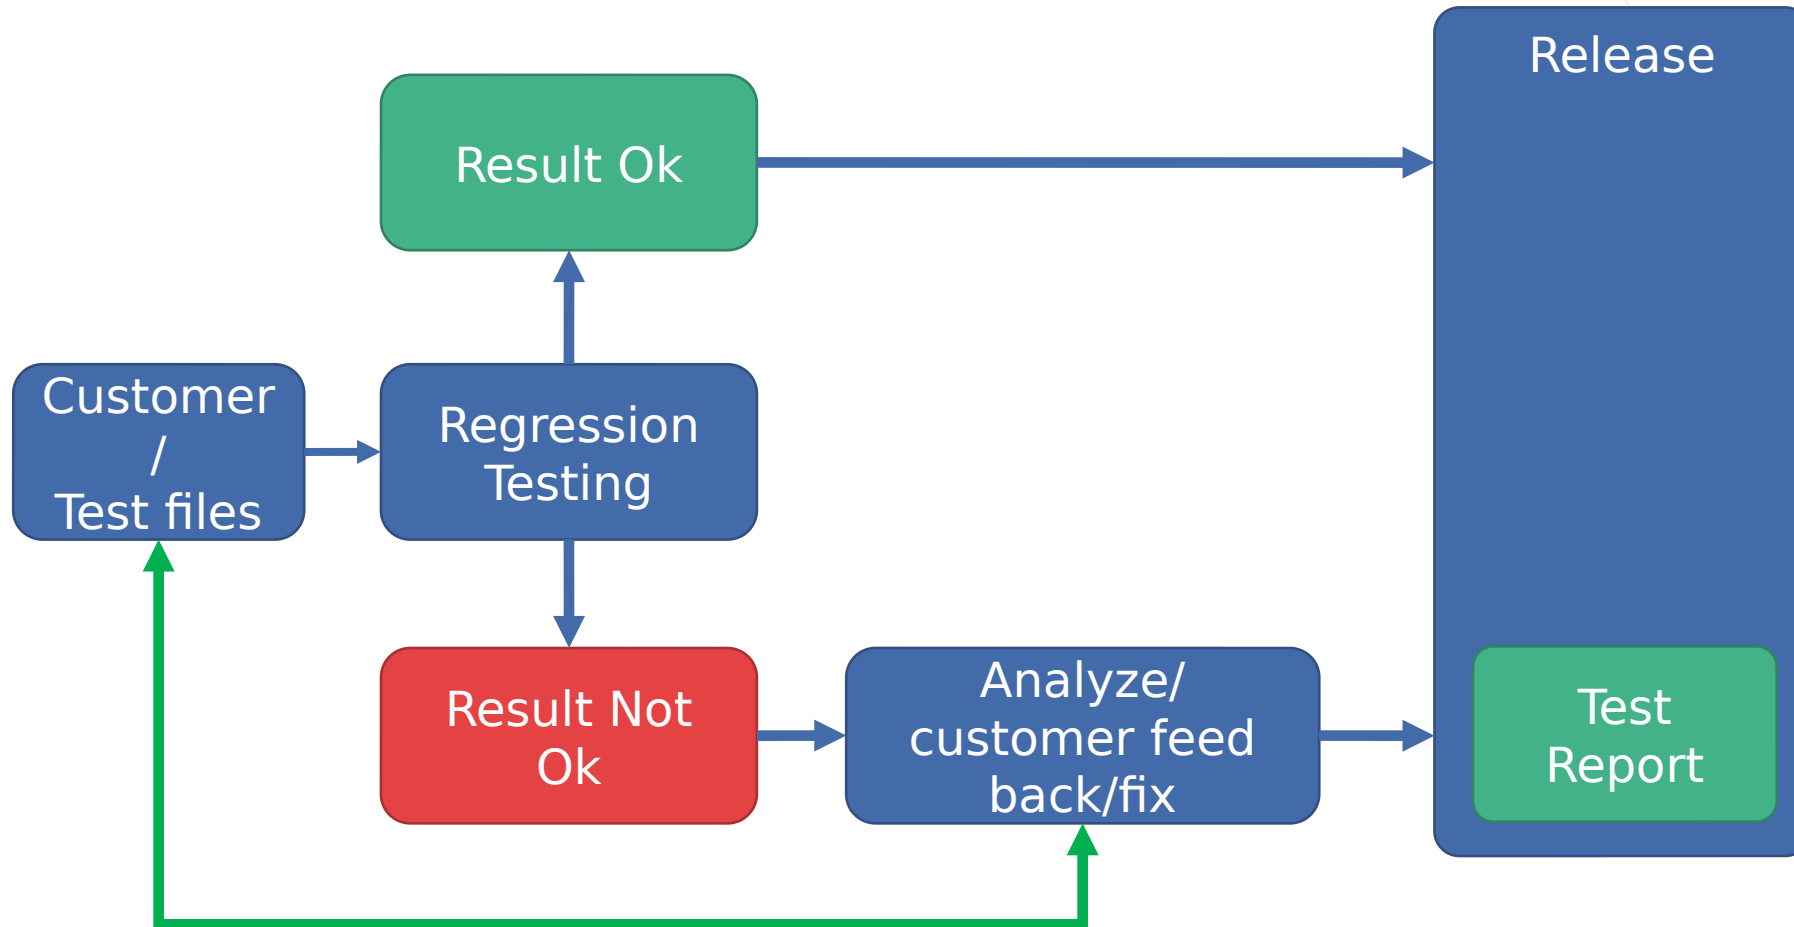 Release
Result Ok
Customer
/
Test files
Regression
Testing
Result Not
Ok
Analyze/
customer feed
back/fix
Test
Report